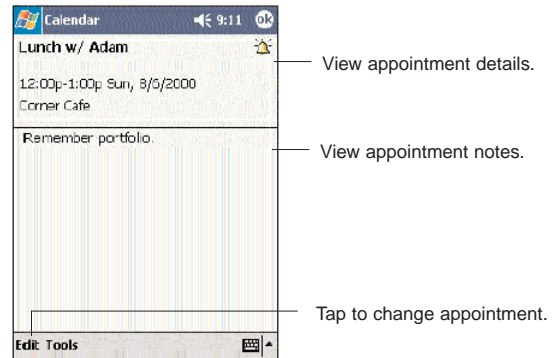 Calendar 9:11 ok
Lunch w/ Adam
View appointment details.
12:00p-1:00p Sun, 8/6/2000
Corner Cafe
Remember portfolio.
View appointment notes.
Tap to change appointment.
Edit Tools